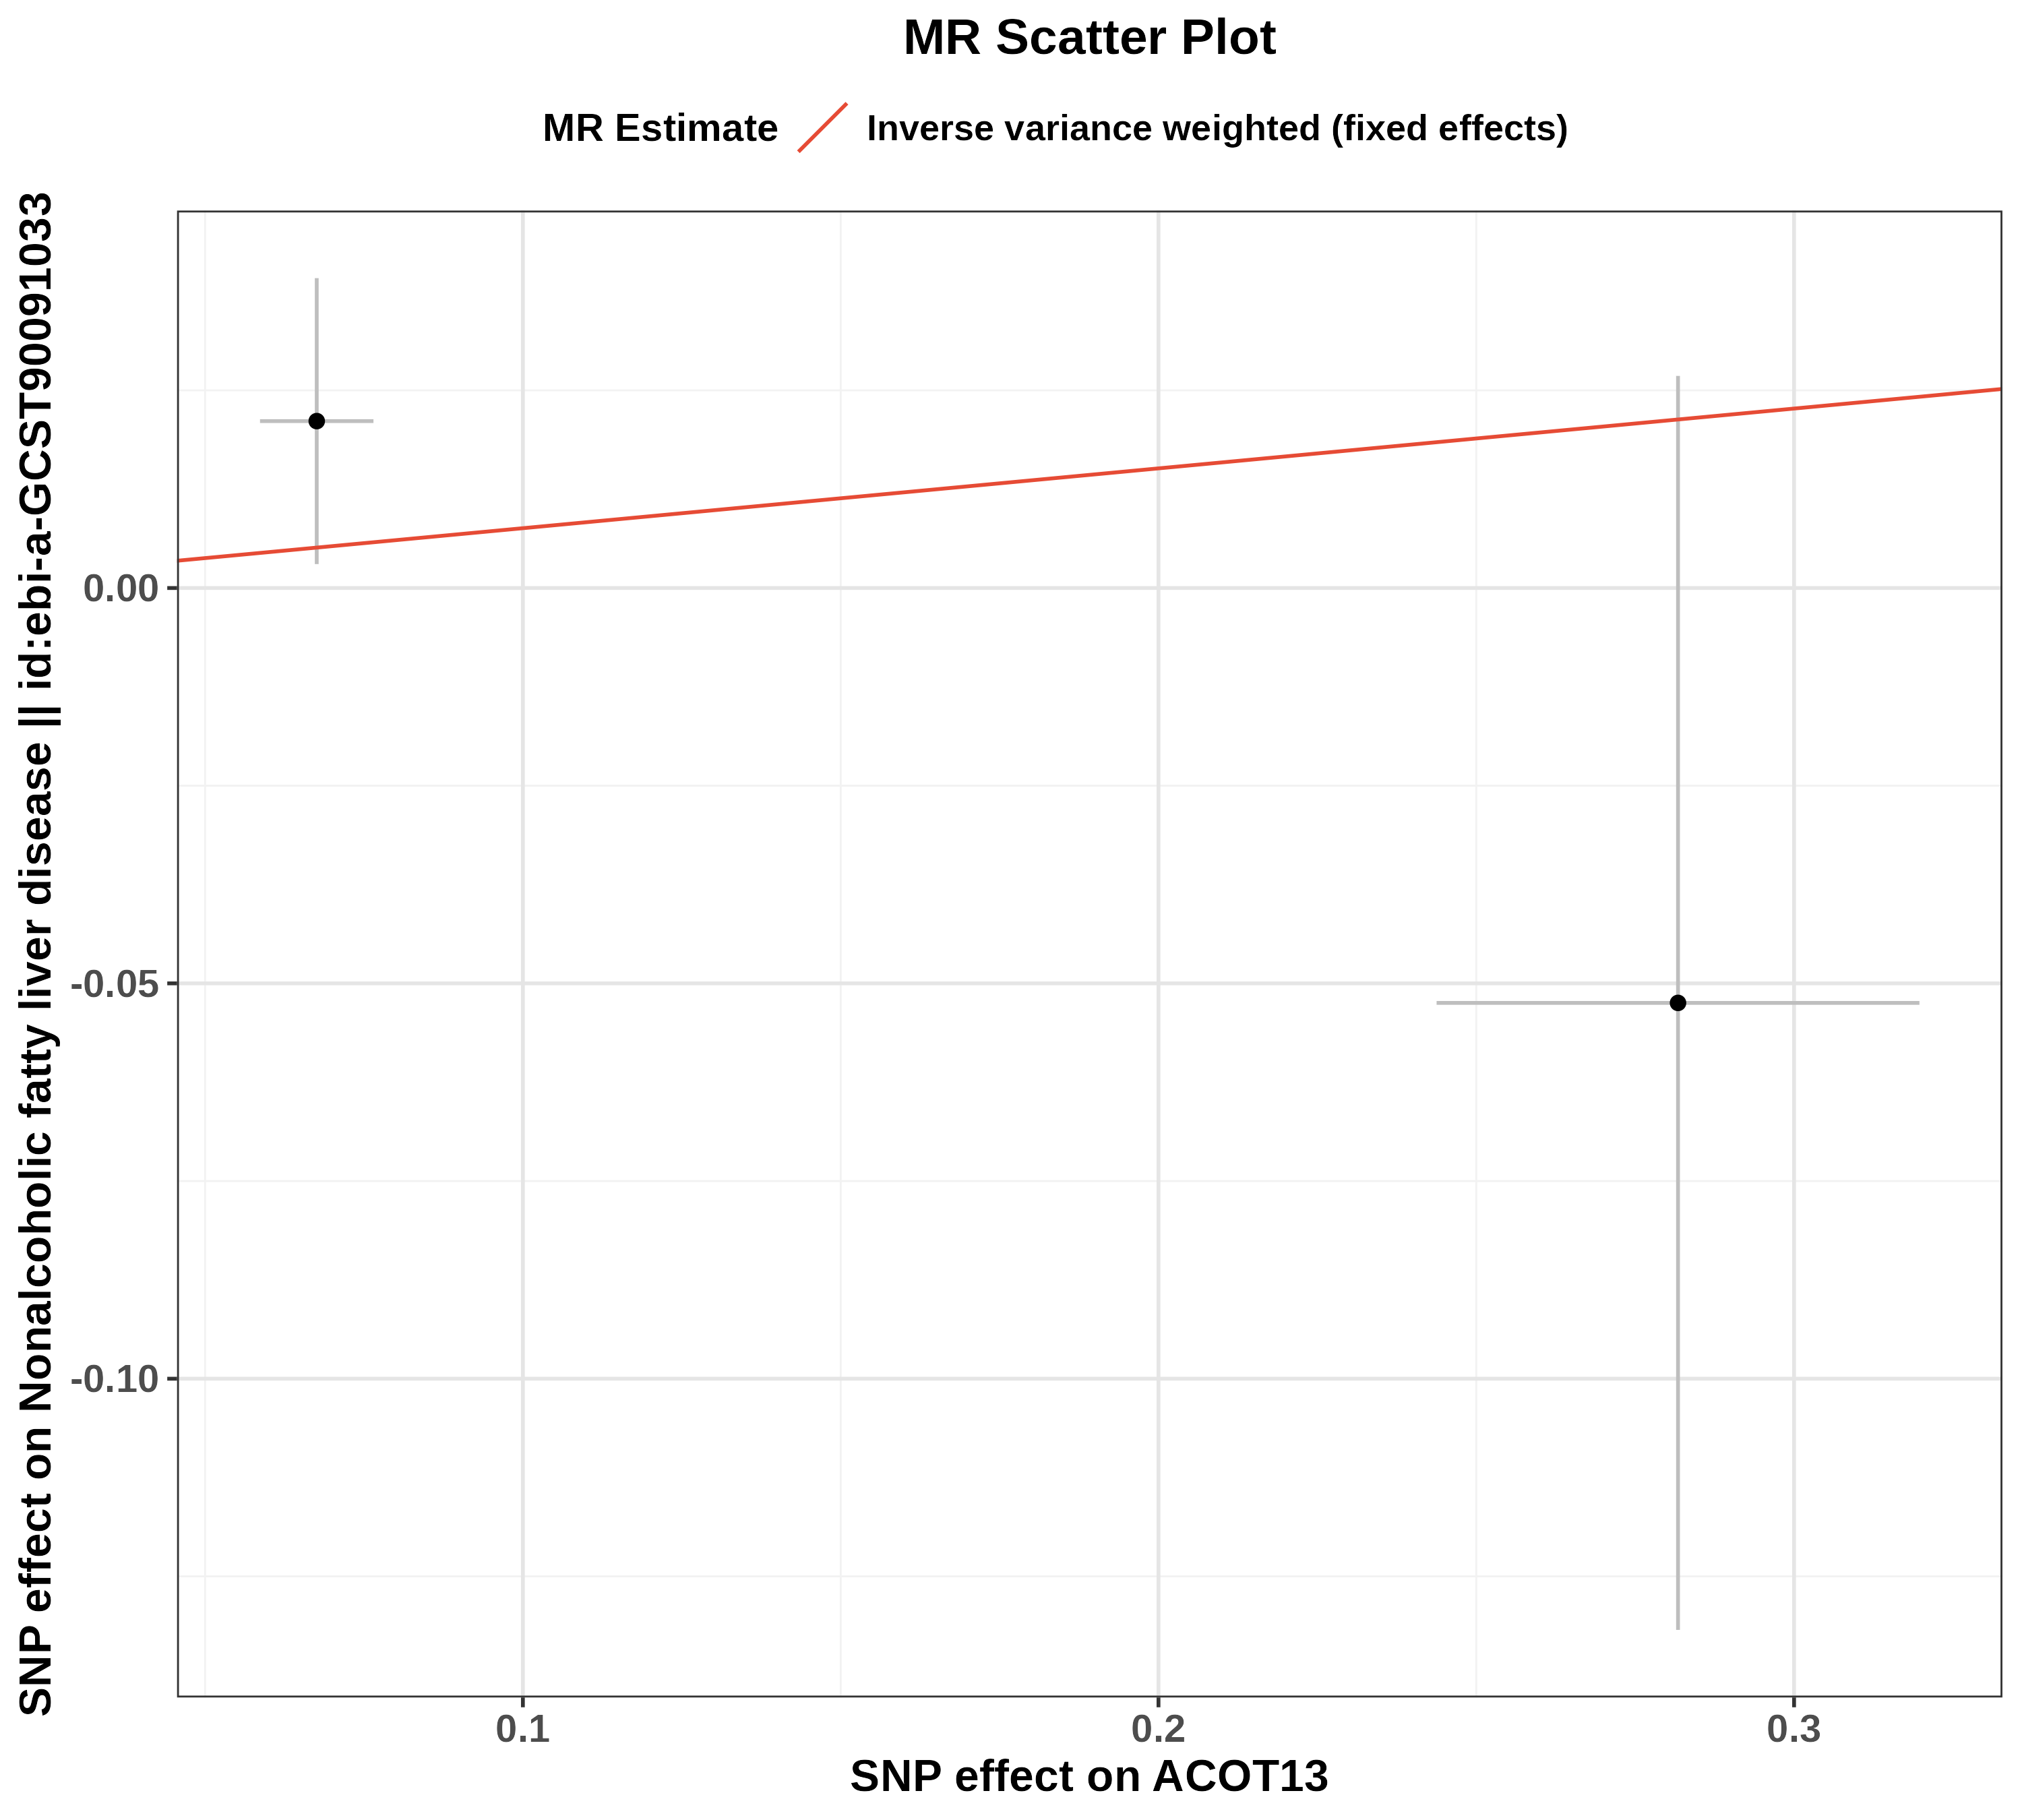 MR Scatter Plot
MR Estimate Inverse variance weighted (fixed effects)
SNP effect on Nonalcoholic fatty liver disease || id:ebi-a-GCST90091033
0.00
-0.05
-0.10
0.1 0.2 0.3
SNP effect on ACOT13